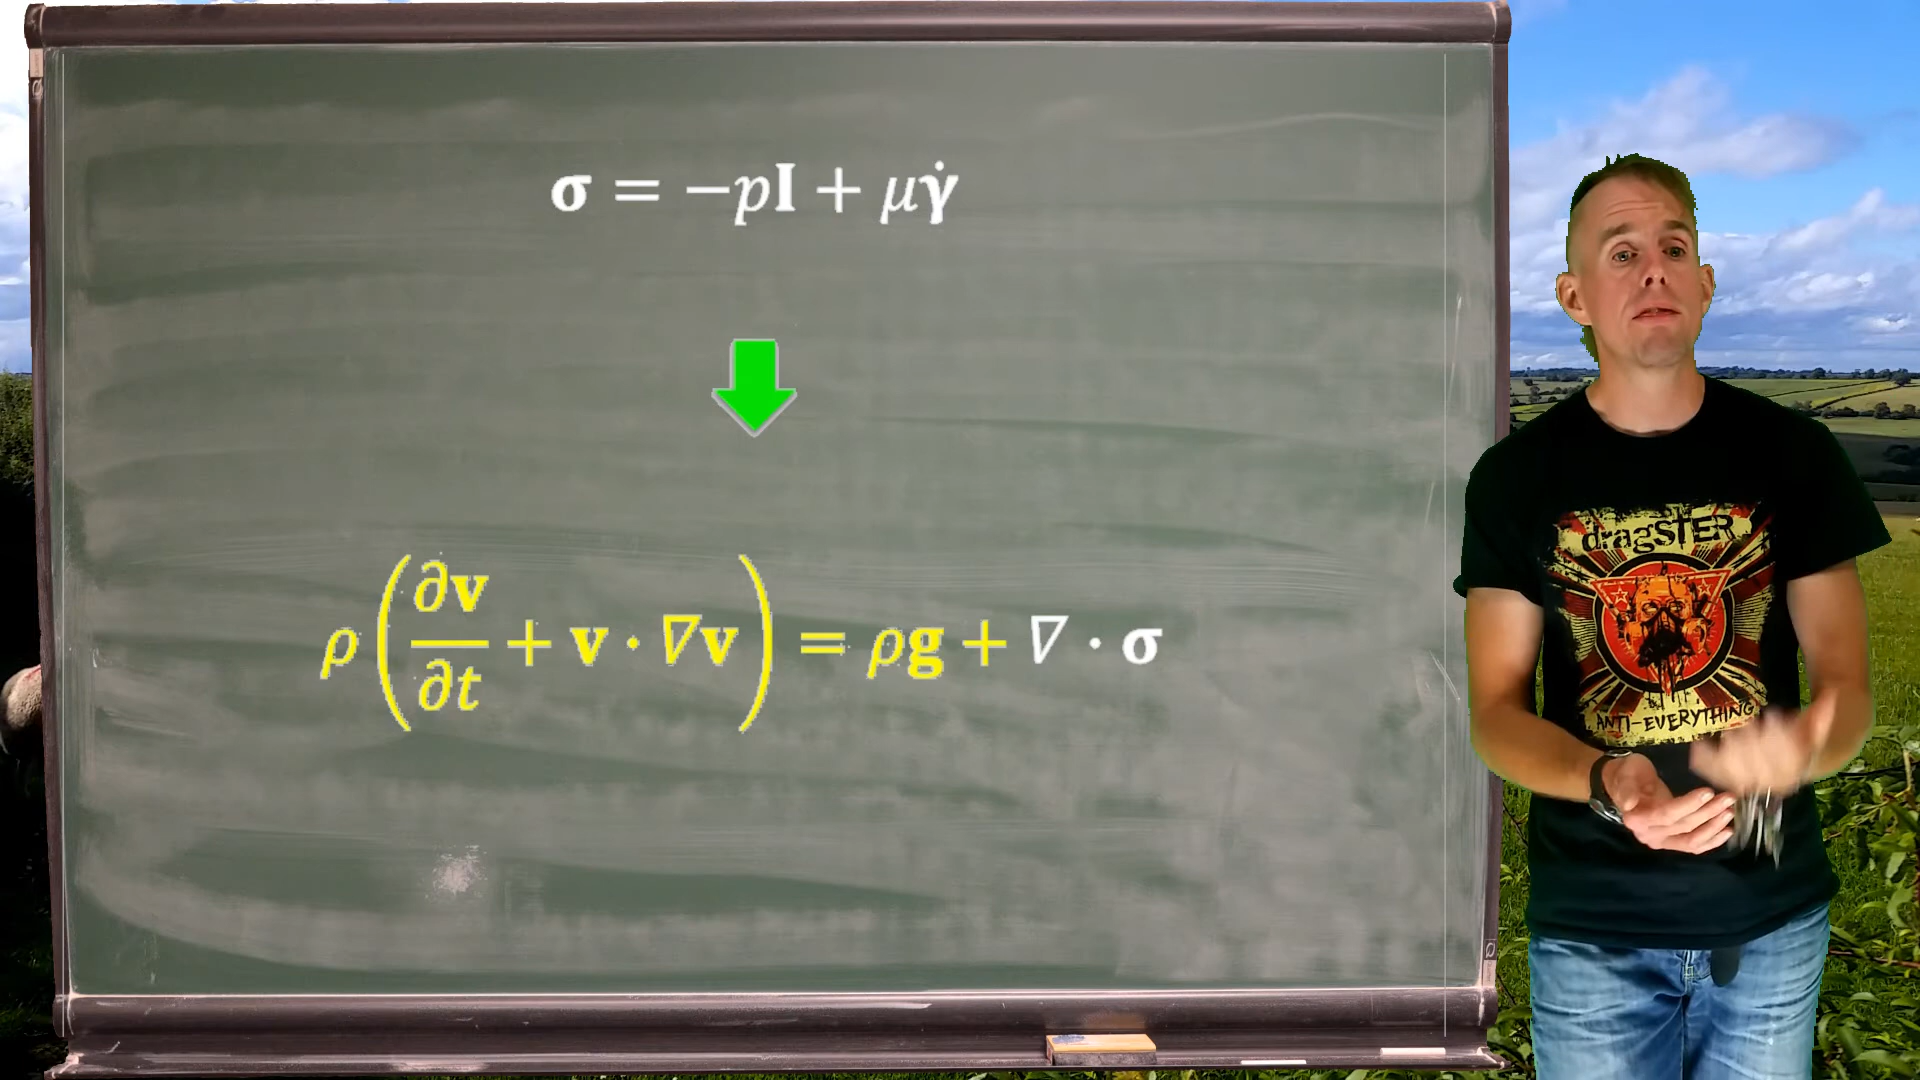 σ = −pI + μγ̇
ρ(∂v/∂t + v · ∇v) = ρg + ∇ · σ
dragSTER
ANTI-EVERYTHING